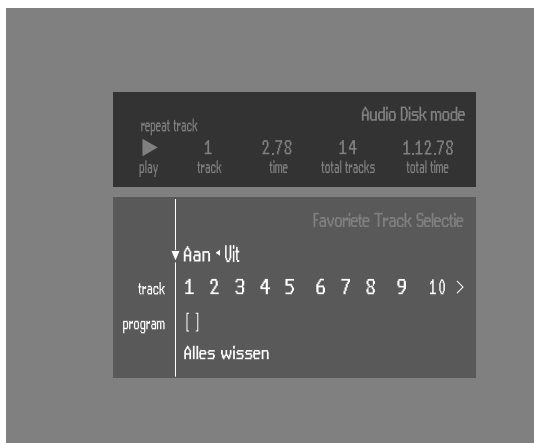 Audio Disk mode
repeat track
1 2.78 14 1.12.78
play track time total tracks total time
Favoriete Track Selectie
Aan Uit
track 1 2 3 4 5 6 7 8 9 10 >
program [ ]
Alles wissen